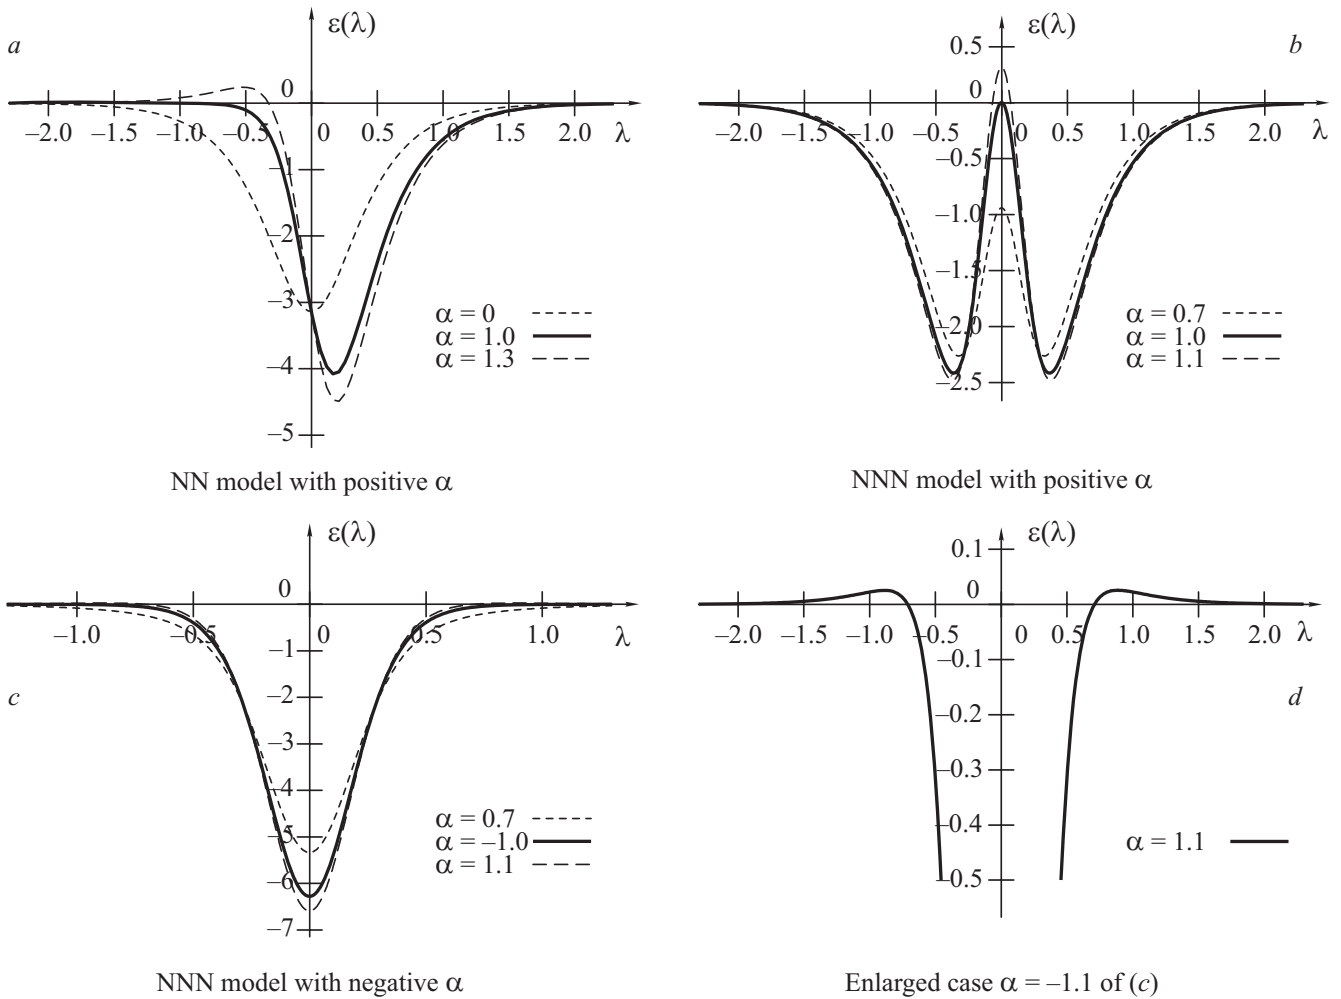 a
ε(λ)
0
–2.0 –1.5 –1.0 –0.5 0 0.5 1.0 1.5 2.0 λ
–1
–2
–3
–4
–5
α = 0
α = 1.0
α = 1.3
NN model with positive α
b
ε(λ)
0.5
0
–2.0 –1.5 –1.0 –0.5 0 0.5 1.0 1.5 2.0 λ
–0.5
–1.0
–1.5
–2.0
–2.5
α = 0.7
α = 1.0
α = 1.1
NNN model with positive α
c
ε(λ)
0
–1.0 –0.5 0 0.5 1.0 λ
–1
–2
–3
–4
–5
–6
–7
α = 0.7
α = –1.0
α = 1.1
NNN model with negative α
d
ε(λ)
0.1
0
–2.0 –1.5 –1.0 –0.5 0 0.5 1.0 1.5 2.0 λ
–0.1
–0.2
–0.3
–0.4
–0.5
α = 1.1
Enlarged case α = –1.1 of (c)